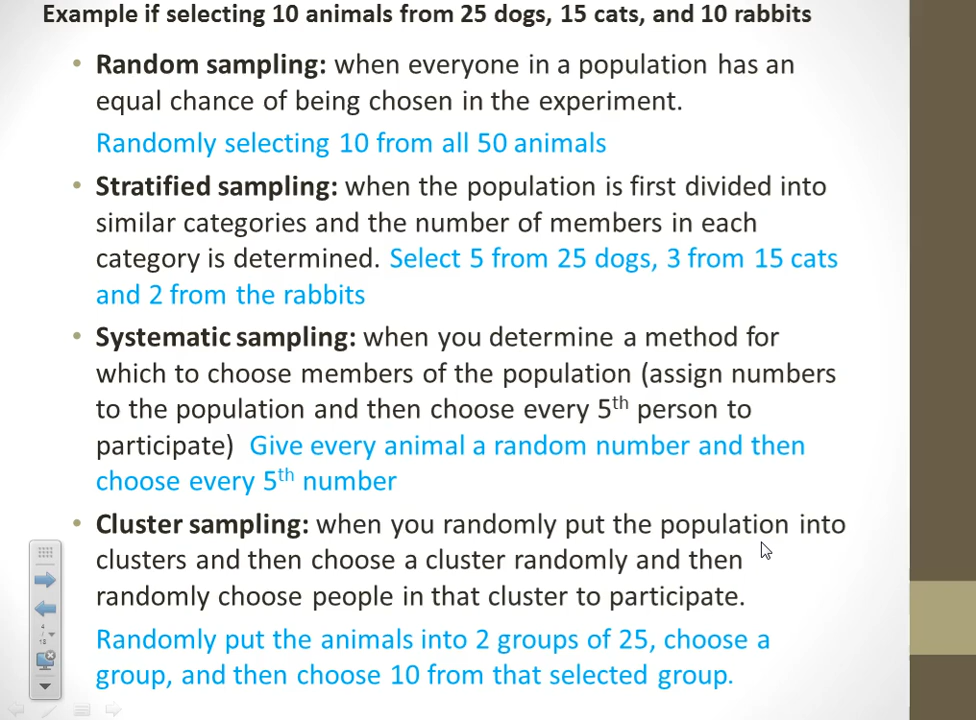 Example if selecting 10 animals from 25 dogs, 15 cats, and 10 rabbits
• Random sampling: when everyone in a population has an
equal chance of being chosen in the experiment.
Randomly selecting 10 from all 50 animals
• Stratified sampling: when the population is first divided into
similar categories and the number of members in each
category is determined. Select 5 from 25 dogs, 3 from 15 cats
and 2 from the rabbits
• Systematic sampling: when you determine a method for
which to choose members of the population (assign numbers
to the population and then choose every 5th person to
participate) Give every animal a random number and then
choose every 5th number
• Cluster sampling: when you randomly put the population into
clusters and then choose a cluster randomly and then
randomly choose people in that cluster to participate.
Randomly put the animals into 2 groups of 25, choose a
group, and then choose 10 from that selected group.